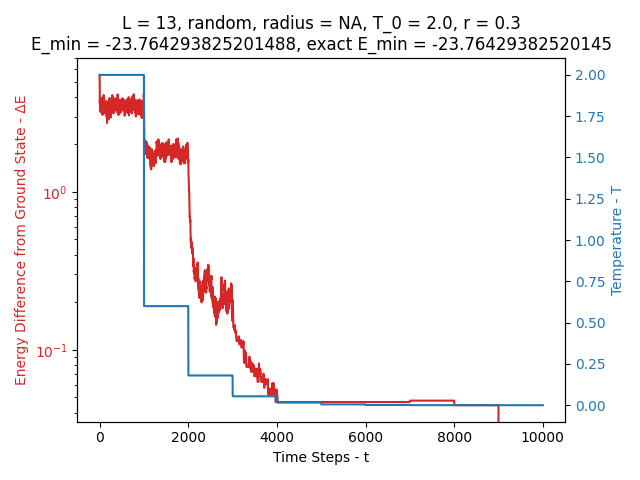 L = 13, random, radius = NA, T_0 = 2.0, r = 0.3
E_min = -23.764293825201488, exact E_min = -23.76429382520145
Energy Difference from Ground State - ΔE
10^0
10^-1
2.00
1.75
1.50
1.25
1.00
0.75
0.50
0.25
0.00
Temperature - T
0 2000 4000 6000 8000 10000
Time Steps - t